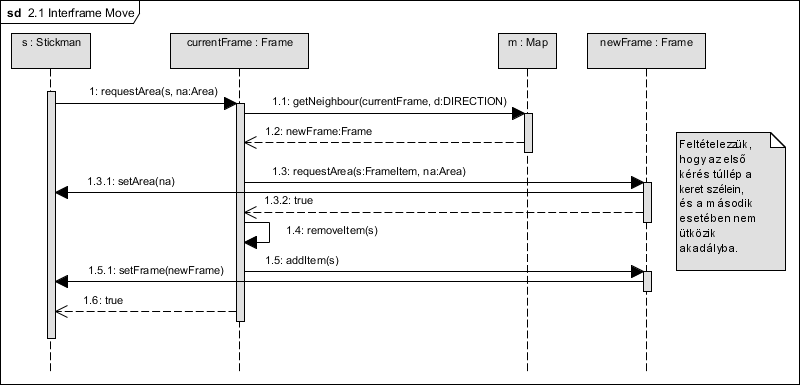 sd 2.1 Interframe Move
s : Stickman
currentFrame : Frame
m : Map
newFrame : Frame
1: requestArea(s, na:Area)
1.1: getNeighbour(currentFrame, d:DIRECTION)
1.2: newFrame:Frame
1.3: requestArea(s:FrameItem, na:Area)
1.3.1: setArea(na)
1.3.2: true
1.4: removeItem(s)
1.5: addItem(s)
1.5.1: setFrame(newFrame)
1.6: true
Feltételezzük,
hogy az első
kérés túllép a
keret szélein,
és a második
esetében nem
ütközik
akadályba.